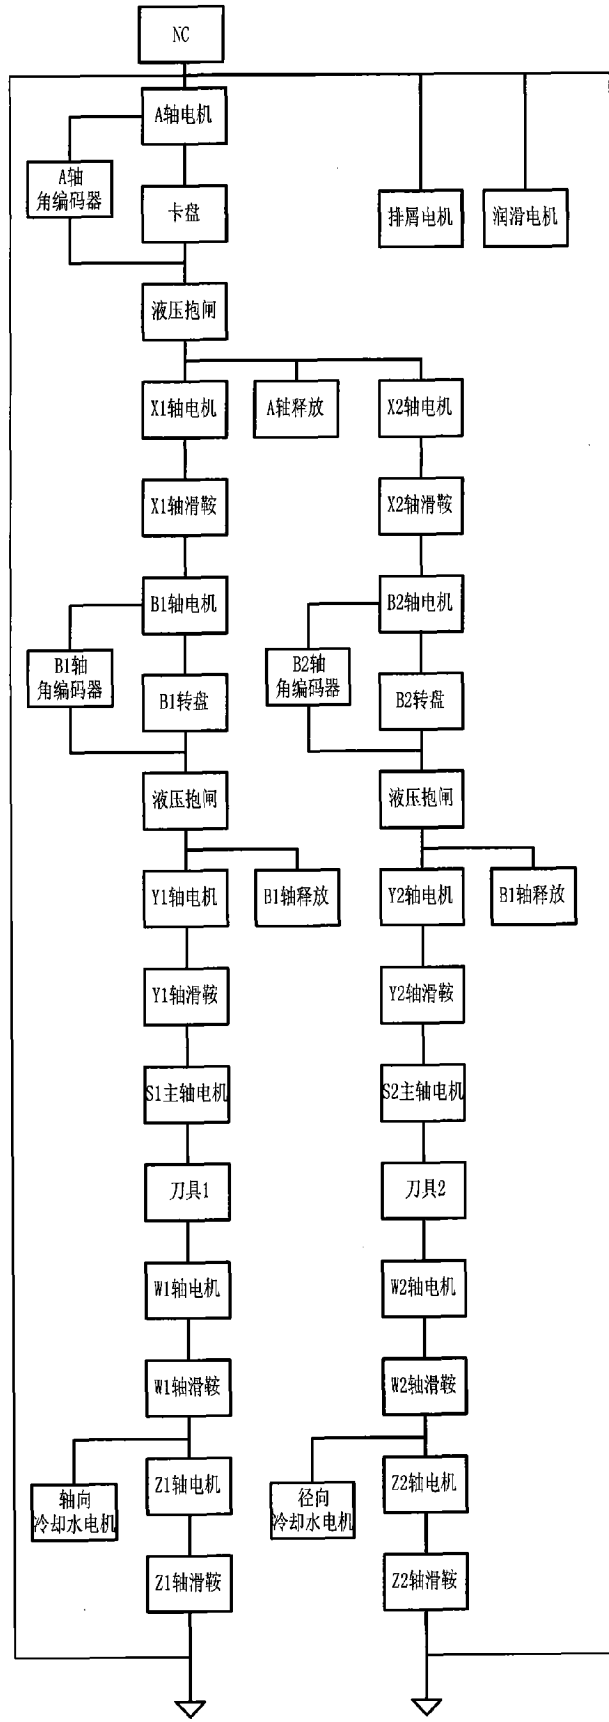 NC
A轴电机
A轴
角编码器
卡盘
排屑电机
润滑电机
液压抱闸
X1轴电机
A轴释放
X2轴电机
X1轴滑鞍
X2轴滑鞍
B1轴电机
B2轴电机
B1轴
角编码器
B1转盘
B2轴
角编码器
B2转盘
液压抱闸
液压抱闸
Y1轴电机
B1轴释放
Y2轴电机
B1轴释放
Y1轴滑鞍
Y2轴滑鞍
S1主轴电机
S2主轴电机
刀具1
刀具2
W1轴电机
W2轴电机
W1轴滑鞍
W2轴滑鞍
轴向
冷却水电机
Z1轴电机
径向
冷却水电机
Z2轴电机
Z1轴滑鞍
Z2轴滑鞍